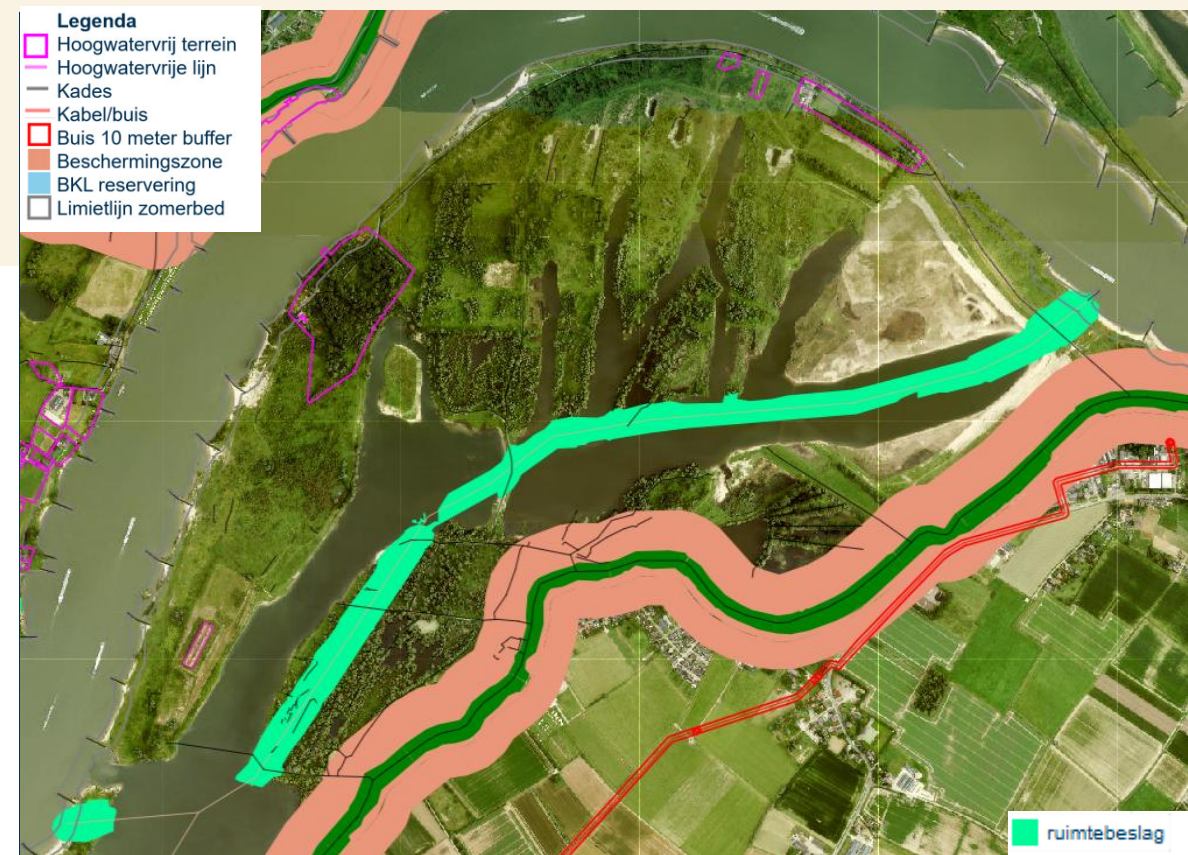 Legenda
Hoogwatervrij terrein
Hoogwatervrije lijn
Kades
Kabel/buis
Buis 10 meter buffer
Beschermingszone
BKL reservering
Limietlijn zomerbed
ruimtebeslag